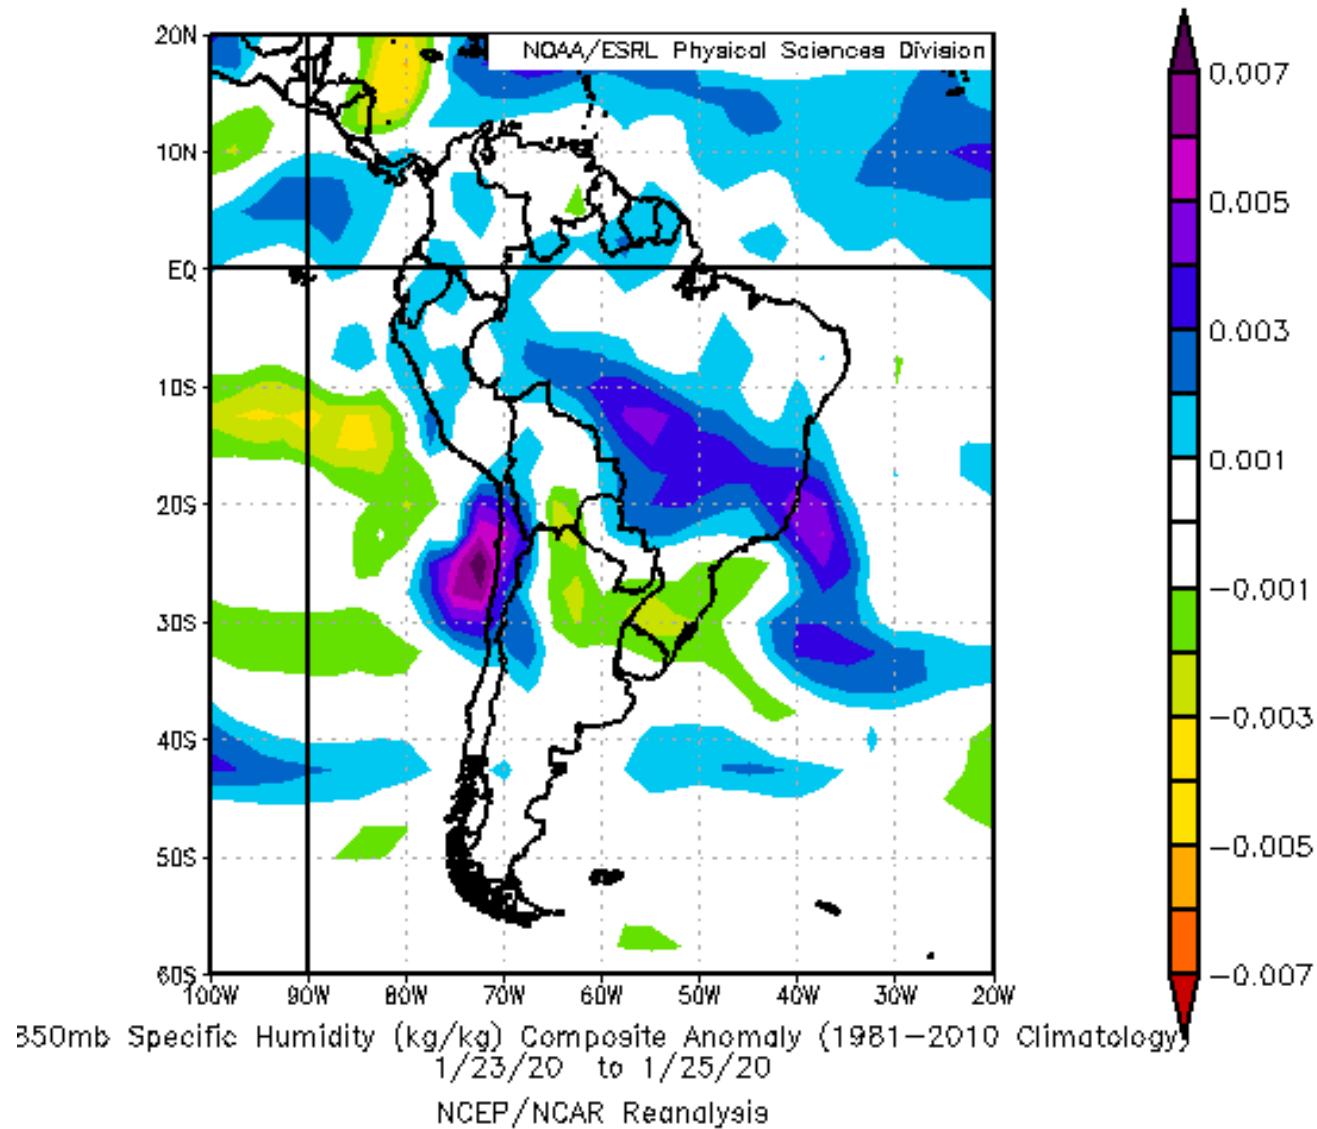 NOAA/ESRL Physical Sciences Division
20N
10N
EQ
10S
20S
30S
40S
50S
60S
100W 90W 80W 70W 60W 50W 40W 30W 20W
0.007
0.005
0.003
0.001
-0.001
-0.003
-0.005
-0.007
850mb Specific Humidity (kg/kg) Composite Anomaly (1981-2010 Climatology)
1/23/20 to 1/25/20
NCEP/NCAR Reanalysis